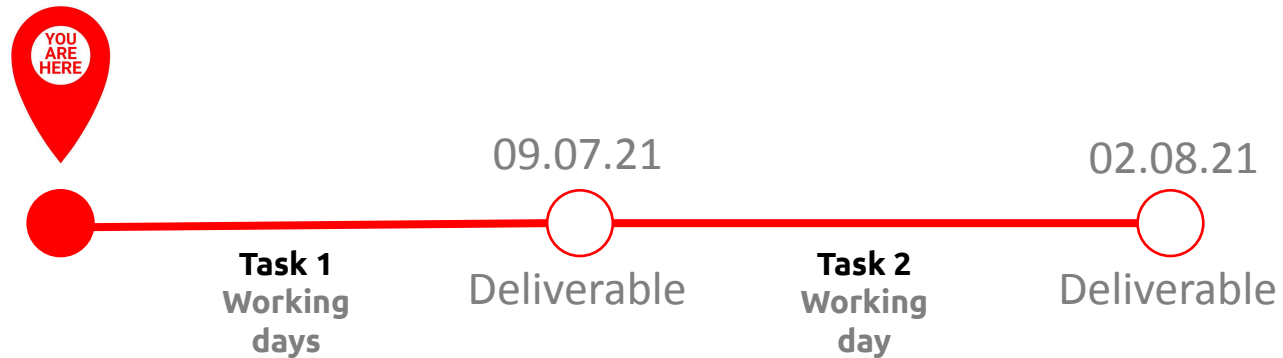 YOU
ARE
HERE
09.07.21
02.08.21
Task 1
Working
days
Deliverable
Task 2
Working
day
Deliverable